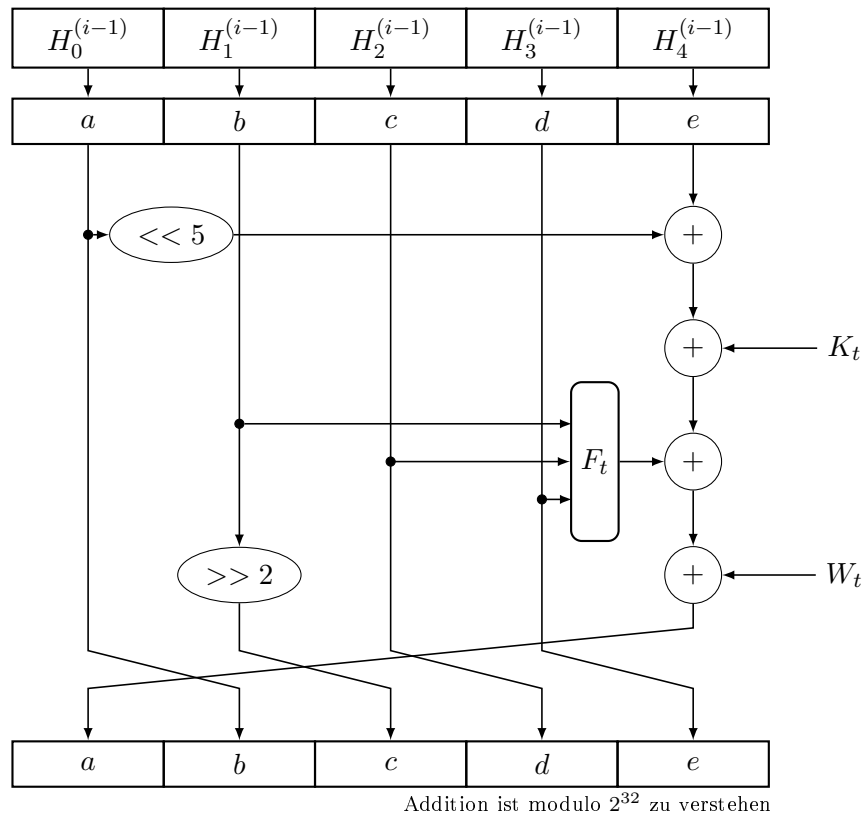 H_0^{(i−1)} H_1^{(i−1)} H_2^{(i−1)} H_3^{(i−1)} H_4^{(i−1)}
a b c d e
<< 5 +
+ K_t
F_t +
>> 2 + W_t
a b c d e
Addition ist modulo 2^{32} zu verstehen